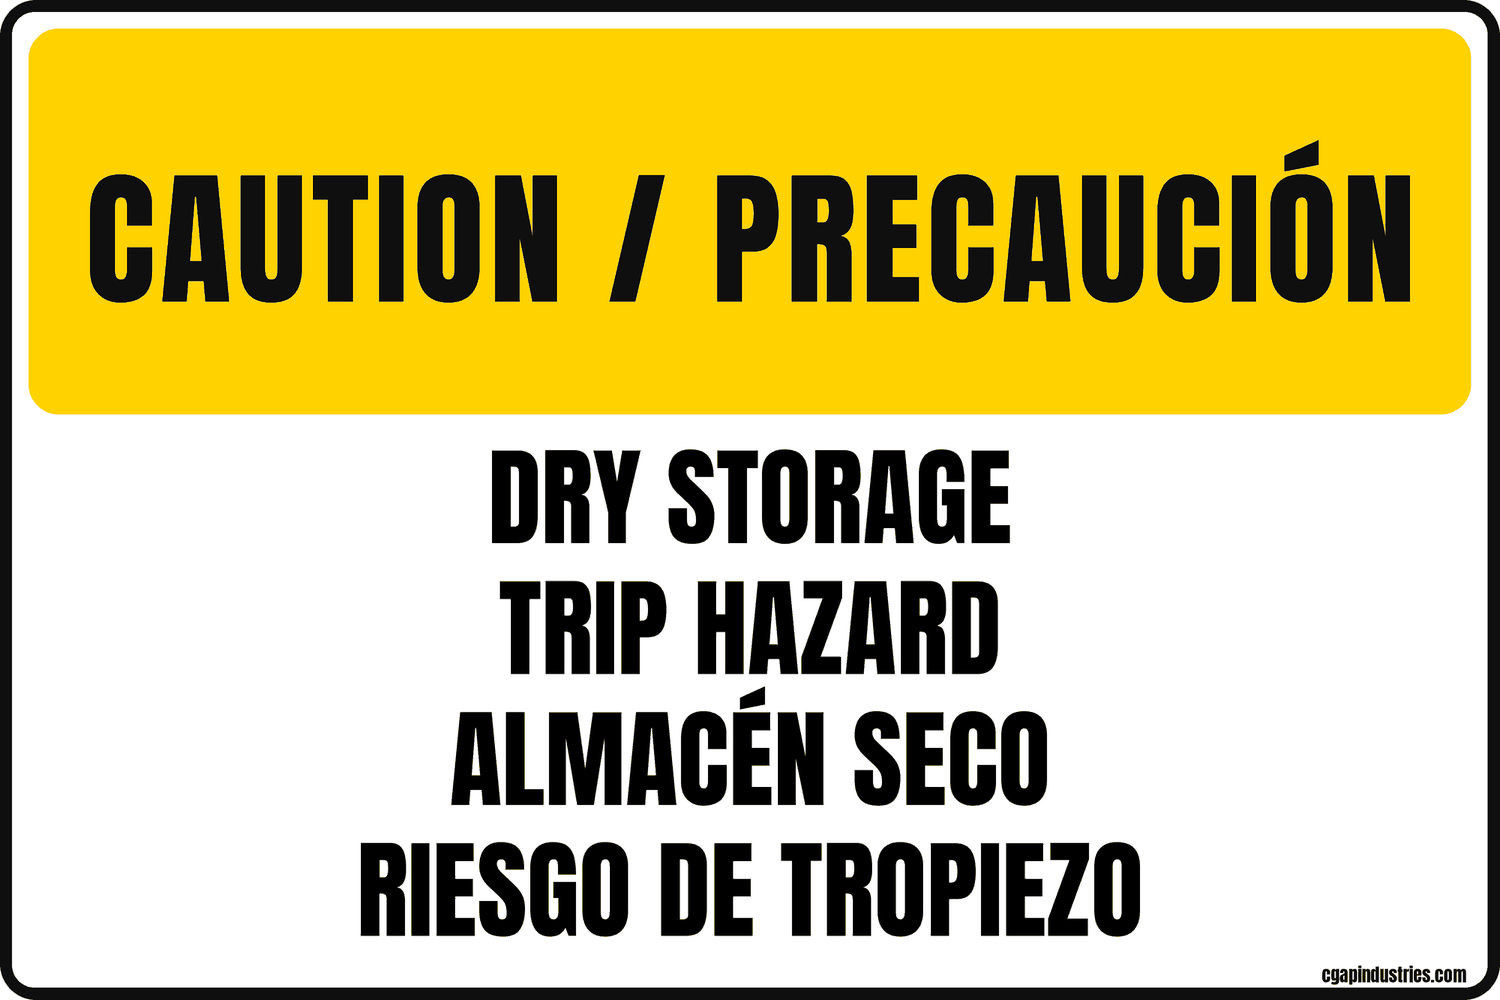 CAUTION / PRECAUCIÓN
DRY STORAGE
TRIP HAZARD
ALMACÉN SECO
RIESGO DE TROPIEZO
cgapindustries.com